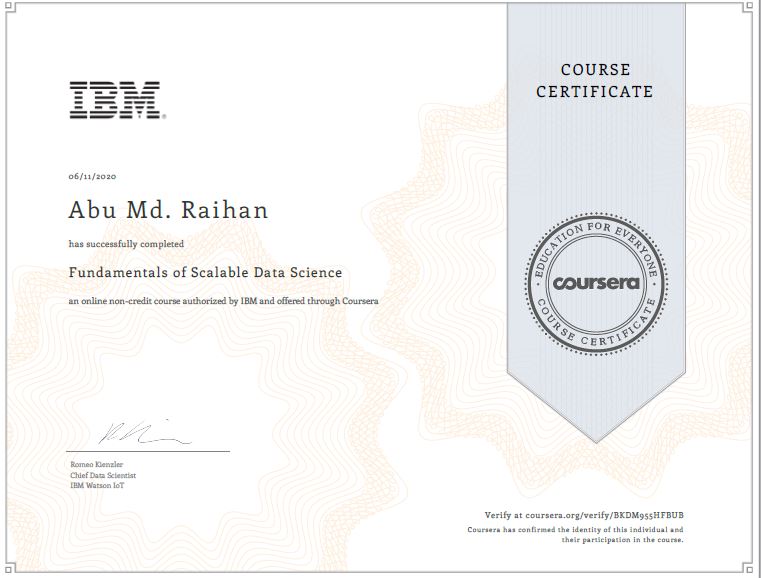 IBM®
06/11/2020
Abu Md. Raihan
has successfully completed
Fundamentals of Scalable Data Science
an online non-credit course authorized by IBM and offered through Coursera
Romeo Kienzler
Chief Data Scientist
IBM Watson IoT
COURSE
CERTIFICATE
EDUCATION FOR EVERYONE
coursera
COURSE CERTIFICATE
Verify at coursera.org/verify/BKDM955HFBUB
Coursera has confirmed the identity of this individual and
their participation in the course.